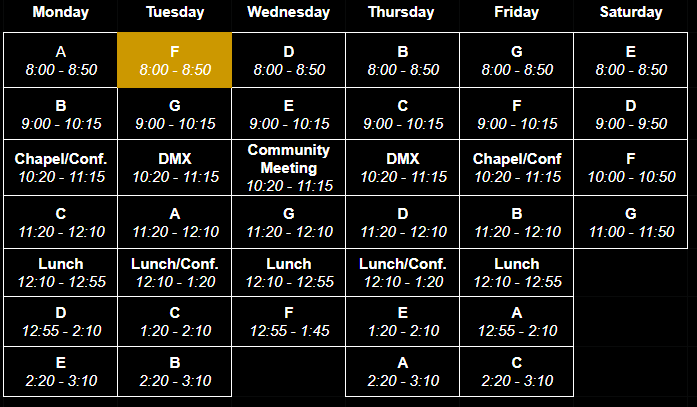 Monday Tuesday Wednesday Thursday Friday Saturday
A F D B G E
8:00 - 8:50 8:00 - 8:50 8:00 - 8:50 8:00 - 8:50 8:00 - 8:50 8:00 - 8:50
B G E C F D
9:00 - 10:15 9:00 - 10:15 9:00 - 10:15 9:00 - 10:15 9:00 - 10:15 9:00 - 9:50
Chapel/Conf. DMX Community Meeting DMX Chapel/Conf F
10:20 - 11:15 10:20 - 11:15 10:20 - 11:15 10:20 - 11:15 10:20 - 11:15 10:00 - 10:50
C A G D B G
11:20 - 12:10 11:20 - 12:10 11:20 - 12:10 11:20 - 12:10 11:20 - 12:10 11:00 - 11:50
Lunch Lunch/Conf. Lunch Lunch/Conf. Lunch
12:10 - 12:55 12:10 - 1:20 12:10 - 12:55 12:10 - 1:20 12:10 - 12:55
D C F E A
12:55 - 2:10 1:20 - 2:10 12:55 - 1:45 1:20 - 2:10 12:55 - 2:10
E B A C
2:20 - 3:10 2:20 - 3:10 2:20 - 3:10 2:20 - 3:10